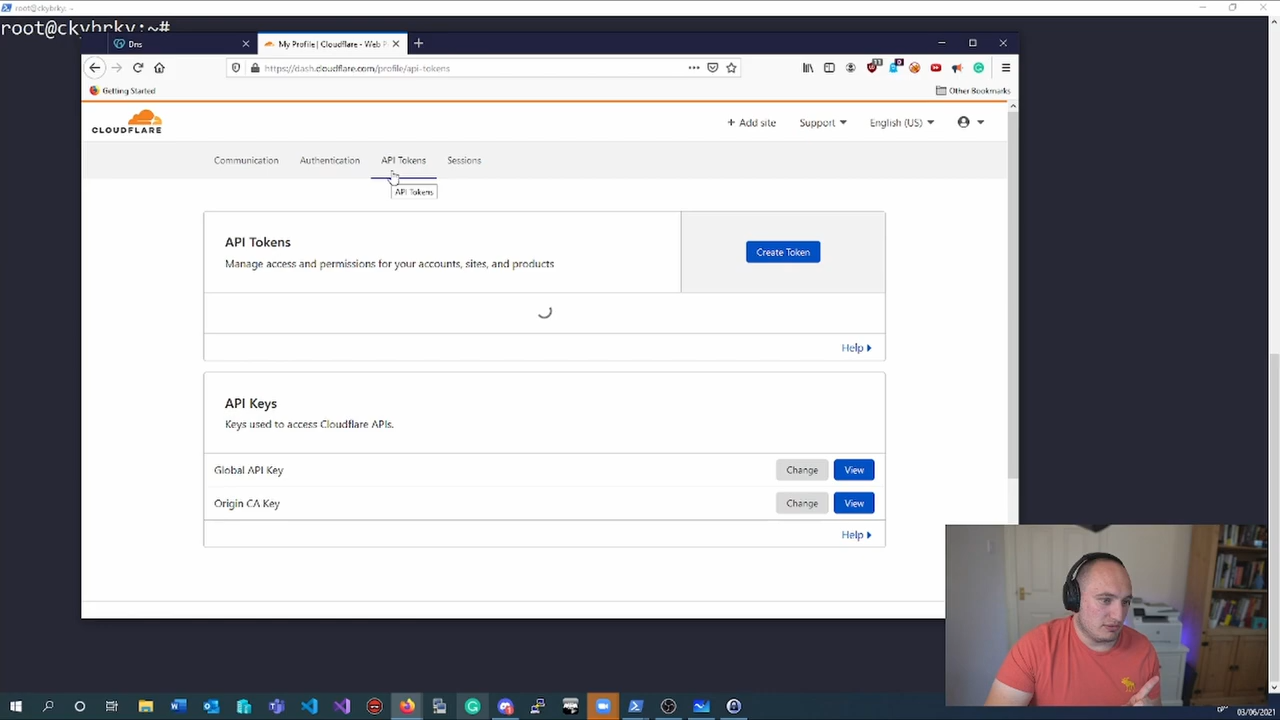 root@ckybrky: ~
root@ckybrky:~#
Dns
My Profile | Cloudflare - Web P
https://dash.cloudflare.com/profile/api-tokens
Getting Started
Other Bookmarks
CLOUDFLARE
+ Add site
Support
English (US)
Communication
Authentication
API Tokens
Sessions
API Tokens
API Tokens
Create Token
Manage access and permissions for your accounts, sites, and products
Help
API Keys
Keys used to access Cloudflare APIs.
Global API Key
Change
View
Origin CA Key
Change
View
Help
03/06/2021